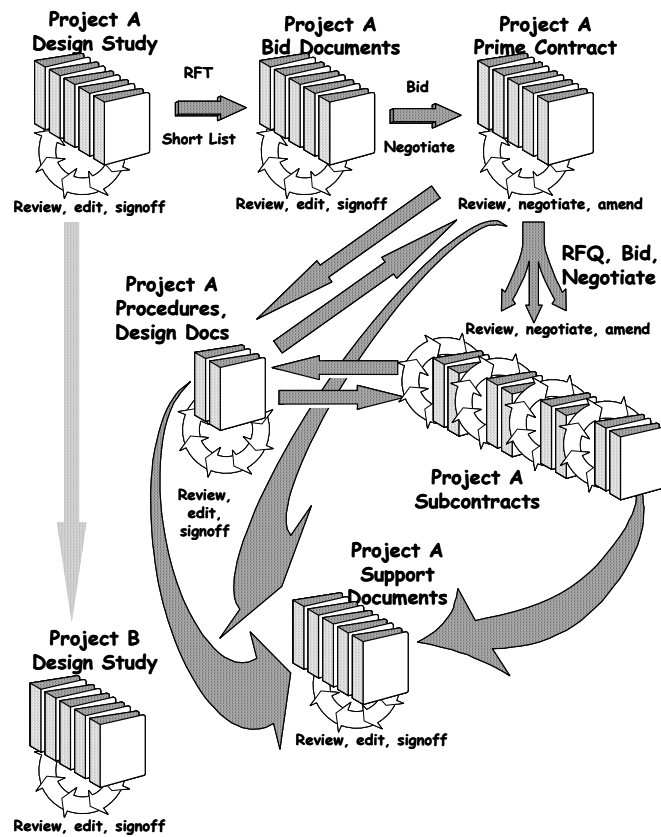 Project A
Design Study
RFT
Short List
Review, edit, signoff
Project A
Bid Documents
Bid
Negotiate
Review, edit, signoff
Project A
Prime Contract
Review, negotiate, amend
RFQ, Bid,
Negotiate
Review, negotiate, amend
Project A
Procedures,
Design Docs
Review,
edit,
signoff
Project A
Subcontracts
Project A
Support
Documents
Review, edit, signoff
Project B
Design Study
Review, edit, signoff